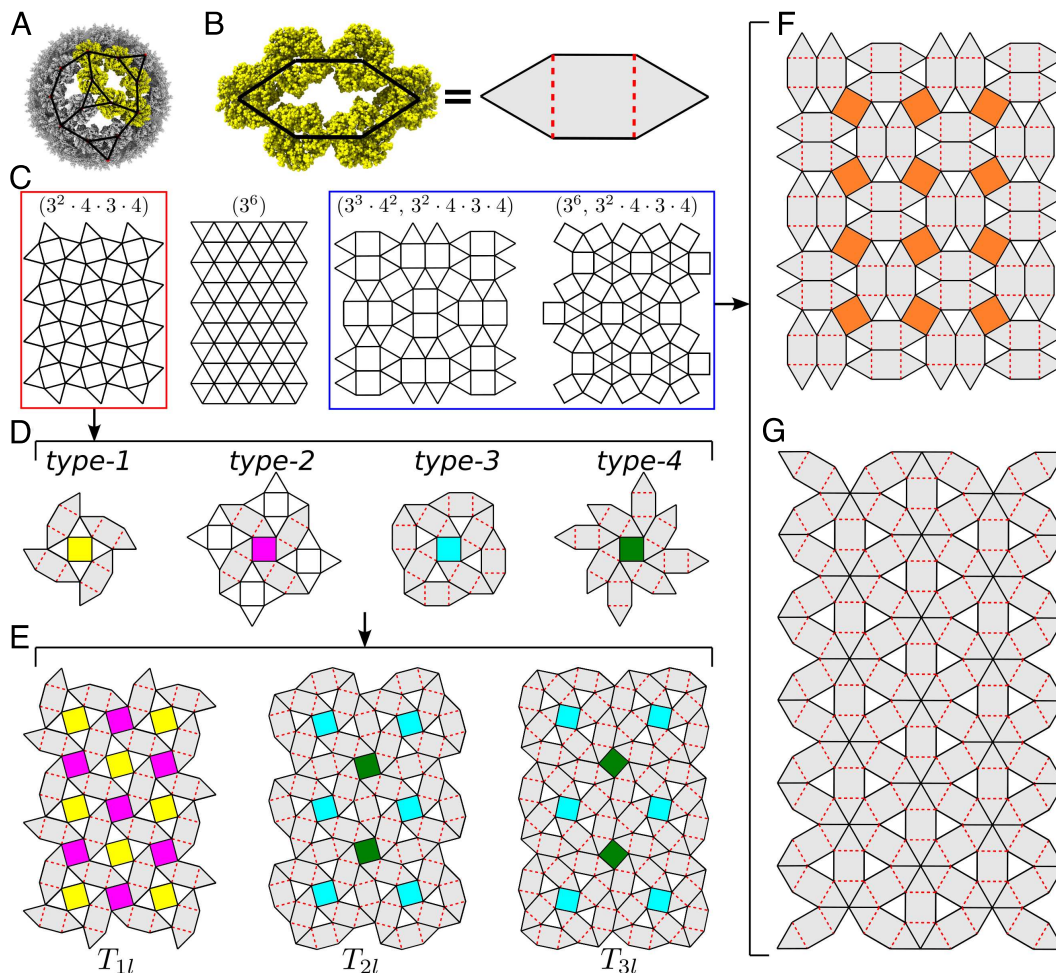 A
B
=
C
(3² · 4 · 3 · 4)
(3⁶)
(3³ · 4², 3² · 4 · 3 · 4)
(3⁶, 3² · 4 · 3 · 4)
D
type-1
type-2
type-3
type-4
E
T₁ₗ
T₂ₗ
T₃ₗ
F
G